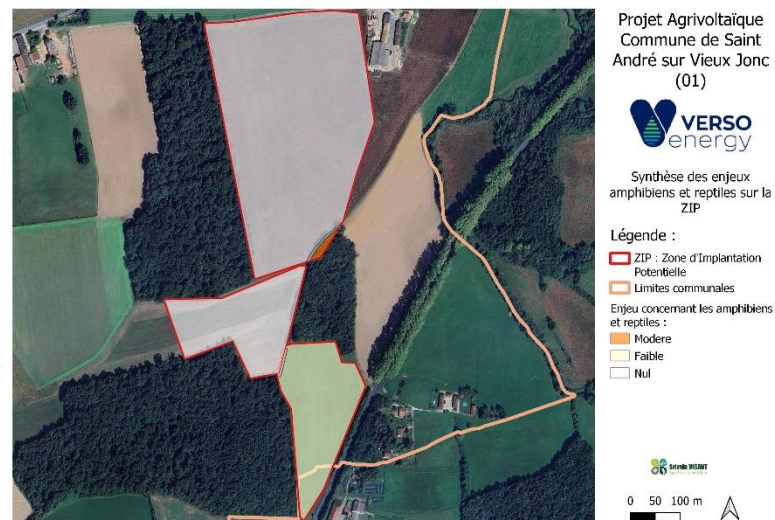 Projet Agrivoltaïque
Commune de Saint
André sur Vieux Jonc
(01)
VERSO
energy
Synthèse des enjeux
amphibiens et reptiles sur la
ZIP
Légende :
ZIP : Zone d'Implantation
Potentielle
Limites communales
Enjeu concernant les amphibiens
et reptiles :
Modere
Faible
Nul
0 50 100 m